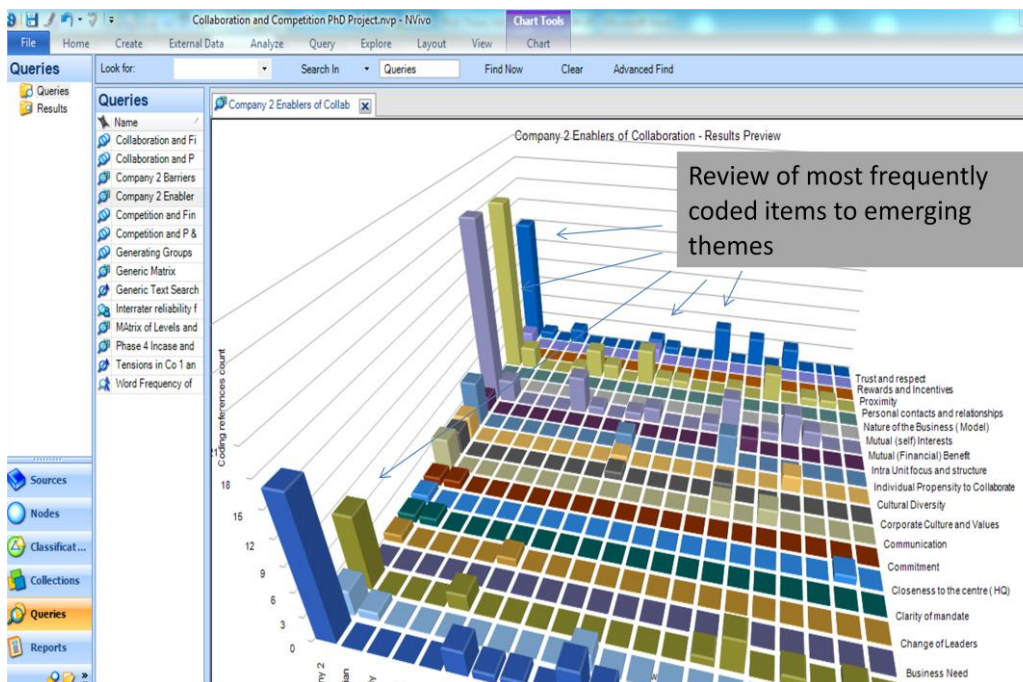 Collaboration and Competition PhD Project.nvp - NVivo
Chart Tools
File Home Create External Data Analyze Query Explore Layout View Chart
Queries
Look for: Search In Queries Find Now Clear Advanced Find
Queries
Results
Queries
Name
Collaboration and Fi
Collaboration and P
Company 2 Barriers
Company 2 Enabler
Competition and Fin
Competition and P &
Generating Groups
Generic Matrix
Generic Text Search
Interrater reliability f
MAtrix of Levels and
Phase 4 Incase and
Tensions in Co 1 an
Word Frequency of
Sources
Nodes
Classificat...
Collections
Queries
Reports
Company 2 Enablers of Collab
Company 2 Enablers of Collaboration - Results Preview
Review of most frequently
coded items to emerging
themes
Coding references count
21
18
15
12
9
6
3
0
Trust and respect
Rewards and Incentives
Proximity
Personal contacts and relationships
Nature of the Business ( Model)
Mutual (self) Interests
Mutual (Financial) Beneft
Intra Unit focus and structure
Individual Propensity to Collaborate
Cultural Diversity
Corporate Culture and Values
Communication
Commitment
Closeness to the centre ( HQ)
Clarity of mandate
Change of Leaders
Business Need